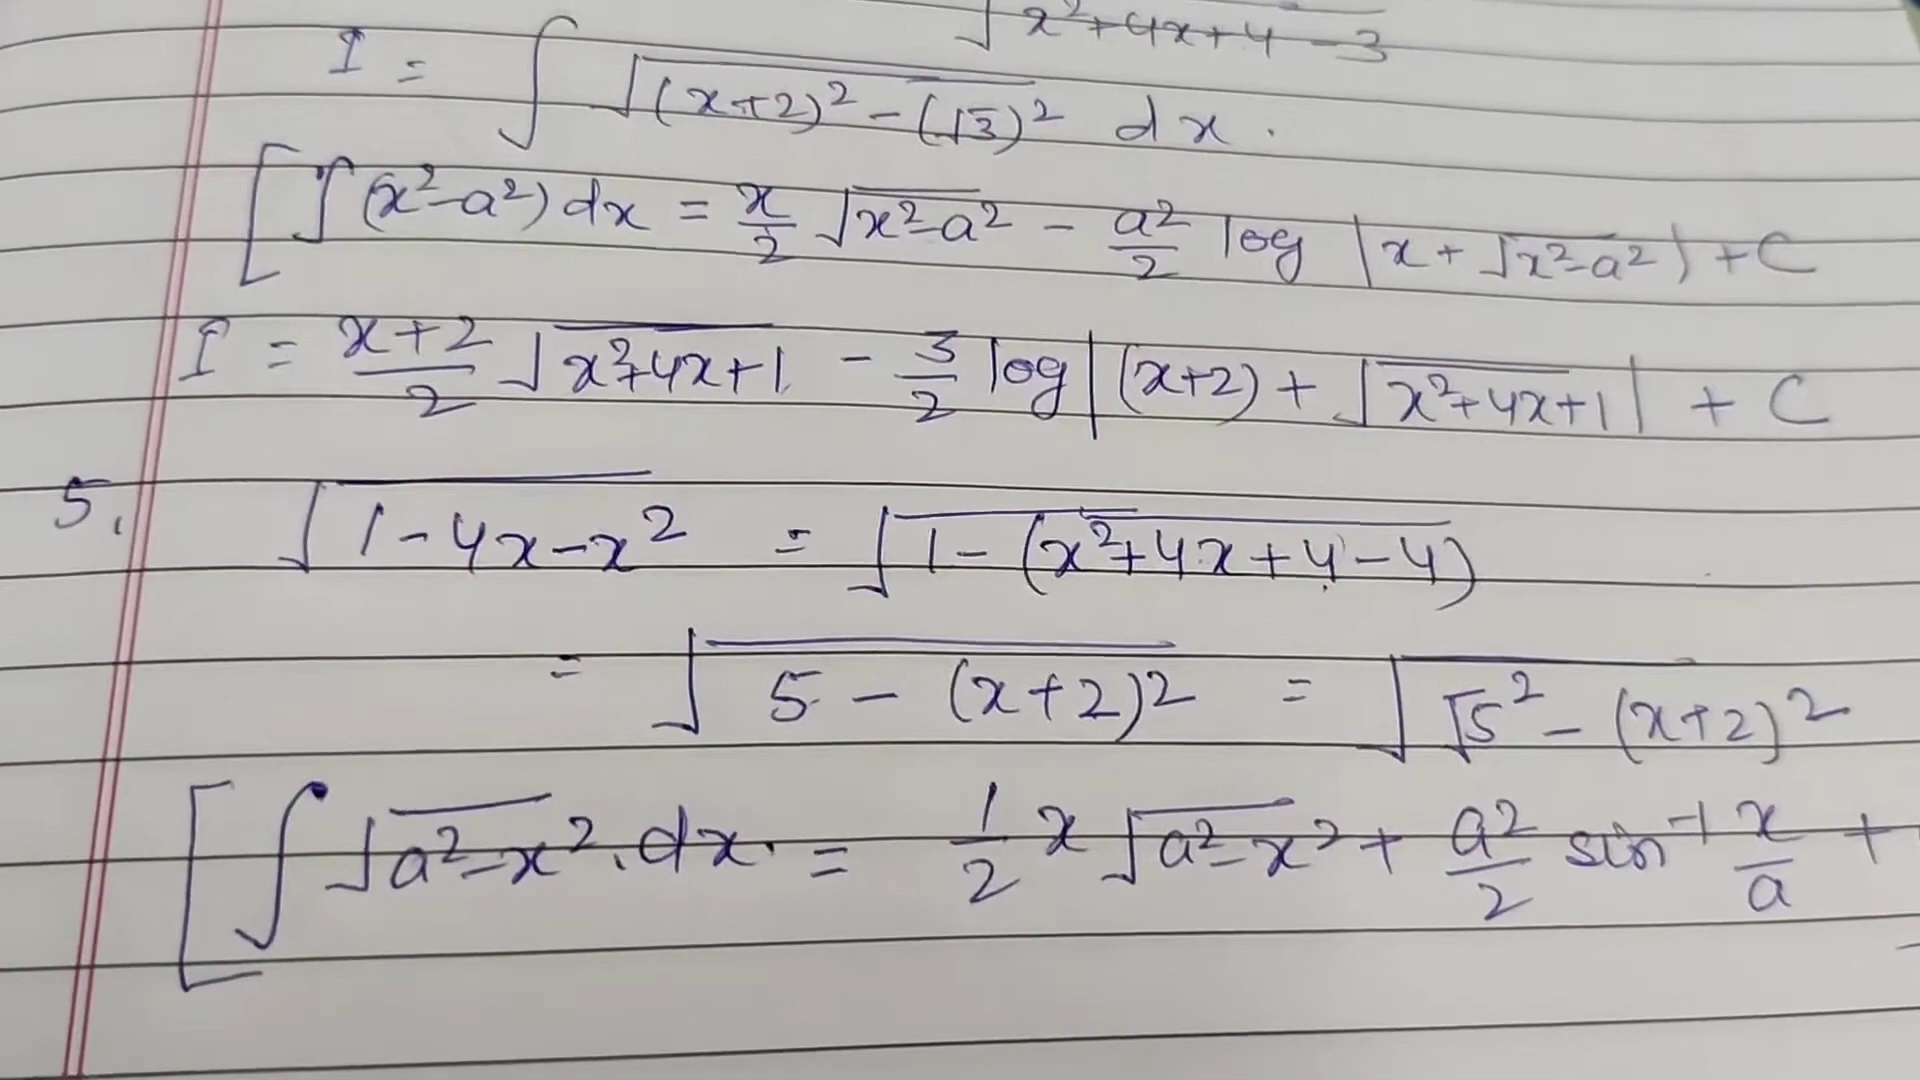 √x²+4x+4-3
I = ∫ √(x+2)² - (√3)² dx.
[∫(x²-a²)dx = x/2 √x²-a² - a²/2 log |x+√x²-a²|+C
I = x+2/2 √x²+4x+1 - 3/2 log|(x+2)+√x²+4x+1| + C
5. √1-4x-x² = √1-(x²+4x+4-4)
= √5-(x+2)² = √√5²-(x+2)²
[∫√a²-x².dx. = 1/2 x √a²-x² + a²/2 sin⁻¹ x/a +